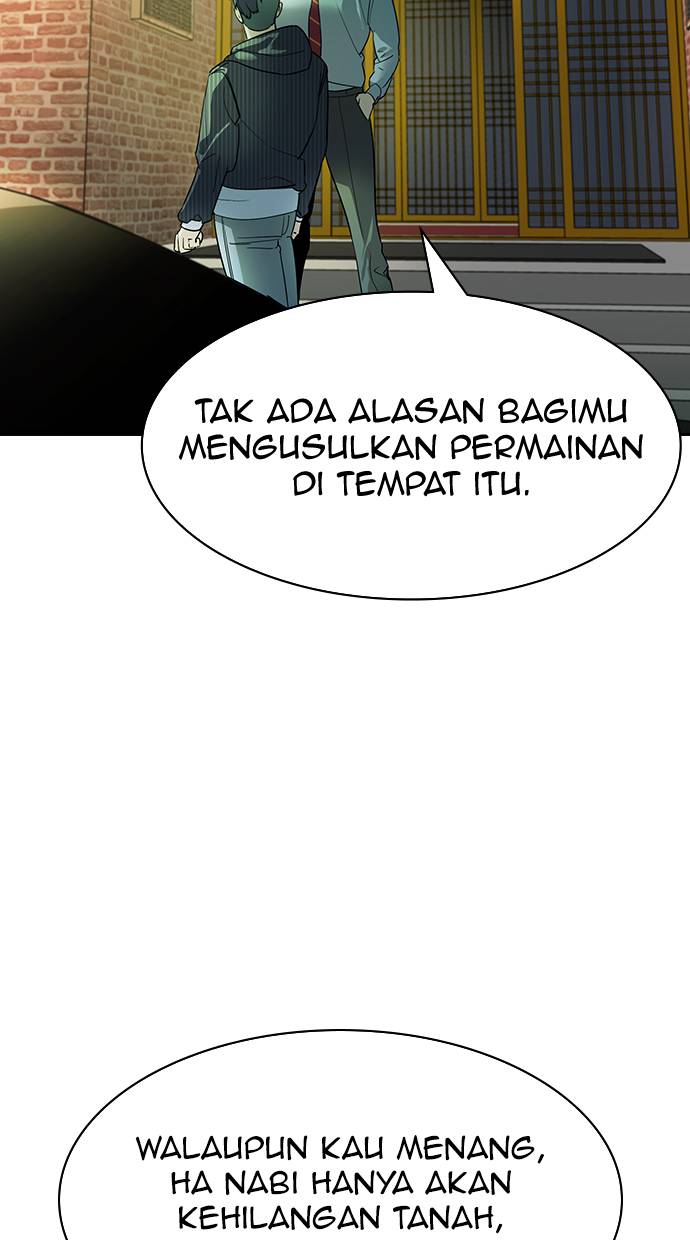 TAK ADA ALASAN BAGIMU
MENGUSULKAN PERMAINAN
DI TEMPAT ITU.
WALAUPUN KAU MENANG,
HA NABI HANYA AKAN
KEHILANGAN TANAH,